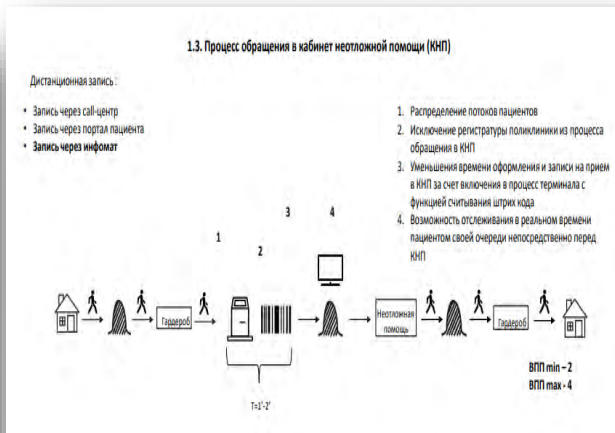 1.3. Процесс обращения в кабинет неотложной помощи (КНП)
Дистанционная запись :
• Запись через call-центр
• Запись через портал пациента
• Запись через инфомат
1. Распределение потоков пациентов
2. Исключение регистратуры поликлиники из процесса
обращения в КНП
3. Уменьшения времени оформления и записи на прием
в КНП за счет включения в процесс терминала с
функцией считывания штрих кода
4. Возможность отслеживания в реальном времени
пациентом своей очереди непосредственно перед
КНП
1
2
3
4
Гардероб
Неотложная
помощь
Гардероб
T=1'-2'
ВПП min – 2
ВПП max - 4